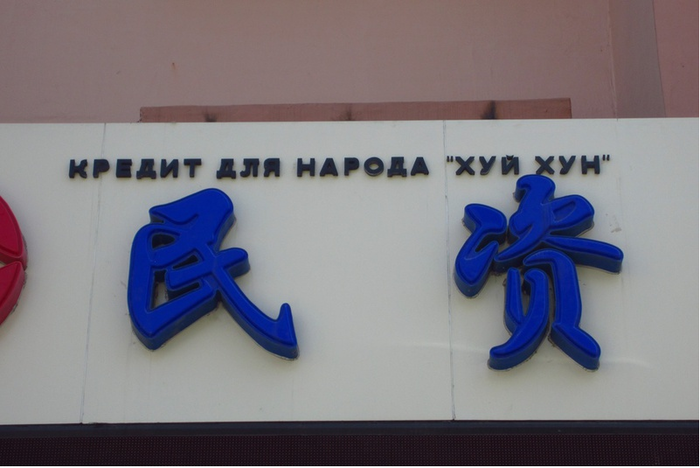 КРЕДИТ ДЛЯ НАРОДА "ХУЙ ХУН"
民资